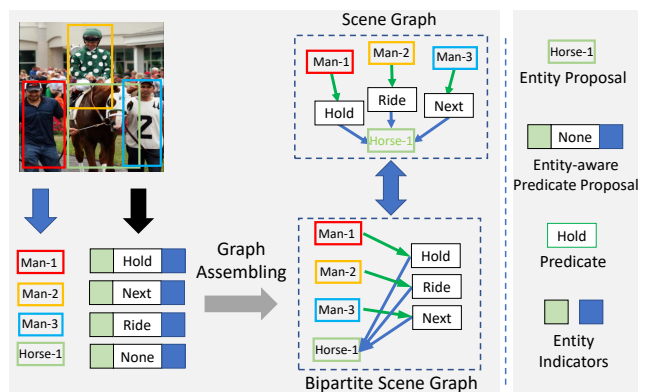 Scene Graph
Man-1
Man-2
Man-3
Hold
Ride
Next
Horse-1
2
Man-1
Man-2
Man-3
Horse-1
Hold
Next
Ride
None
Graph
Assembling
Man-1
Man-2
Man-3
Horse-1
Hold
Ride
Next
Bipartite Scene Graph
Horse-1
Entity Proposal
None
Entity-aware
Predicate Proposal
Hold
Predicate
Entity
Indicators